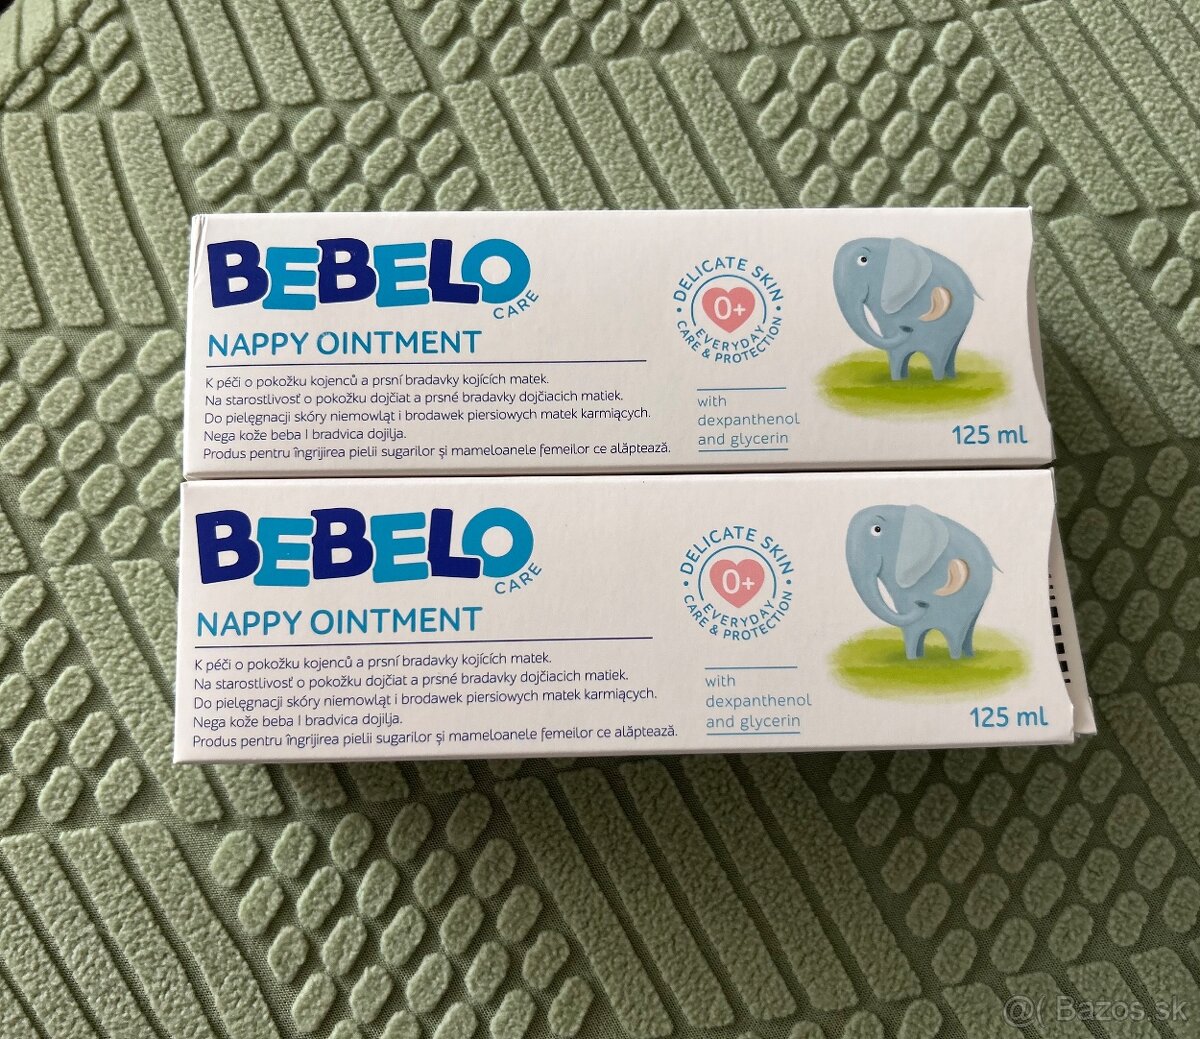 BEBELO
CARE
NAPPY OINTMENT
K péči o pokožku kojenců a prsní bradavky kojících matek.
Na starostlivosť o pokožku dojčiat a prsné bradavky dojčiacich matiek.
Do pielęgnacji skóry niemowląt i brodawek piersiowych matek karmiących.
Nega kože beba I bradvica dojilja.
Produs pentru îngrijirea pielii sugarilor și mameloanele femeilor ce alăptează.
DELICATE SKIN
0+
EVERYDAY
CARE & PROTECTION
with
dexpanthenol
and glycerin
125 ml
BEBELO
CARE
NAPPY OINTMENT
K péči o pokožku kojenců a prsní bradavky kojících matek.
Na starostlivosť o pokožku dojčiat a prsné bradavky dojčiacich matiek.
Do pielęgnacji skóry niemowląt i brodawek piersiowych matek karmiących.
Nega kože beba I bradvica dojilja.
Produs pentru îngrijirea pielii sugarilor și mameloanele femeilor ce alăptează.
DELICATE SKIN
0+
EVERYDAY
CARE & PROTECTION
with
dexpanthenol
and glycerin
125 ml
@( Bazos.sk